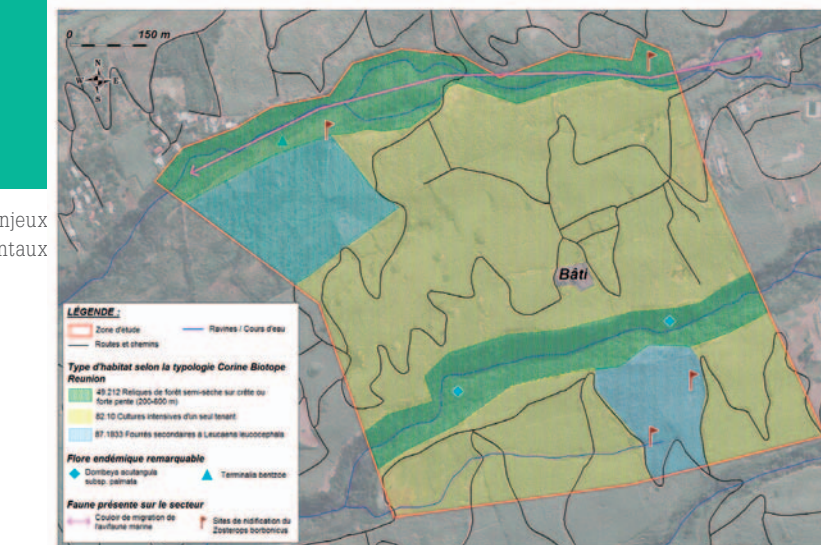 0 150 m
N
W E
S
njeux
ntaux
Bâti
LÉGENDE :
Zone d'étude
Ravines / Cours d'eau
Routes et chemins
Type d'habitat selon la typologie Corine Biotope
Reunion
49.212 Reliques de forêt semi-sèche sur crête ou
forte pente (200-600 m)
82.10 Cultures intensives d'un seul tenant
87.1933 Fourrés secondaires à Leucaena leucocephala
Flore endémique remarquable
Dombeya acutangula
subsp. palmata
Terminalia bentzoe
Faune présente sur le secteur
Couloir de migration de
l'avifaune marine
Sites de nidification du
Zosterops borbonicus